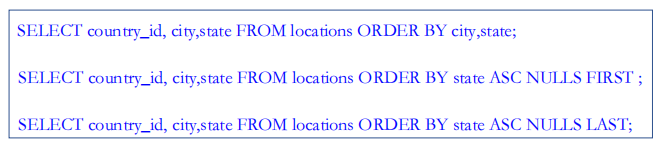 SELECT country_id, city,state FROM locations ORDER BY city,state;
SELECT country_id, city,state FROM locations ORDER BY state ASC NULLS FIRST ;
SELECT country_id, city,state FROM locations ORDER BY state ASC NULLS LAST;